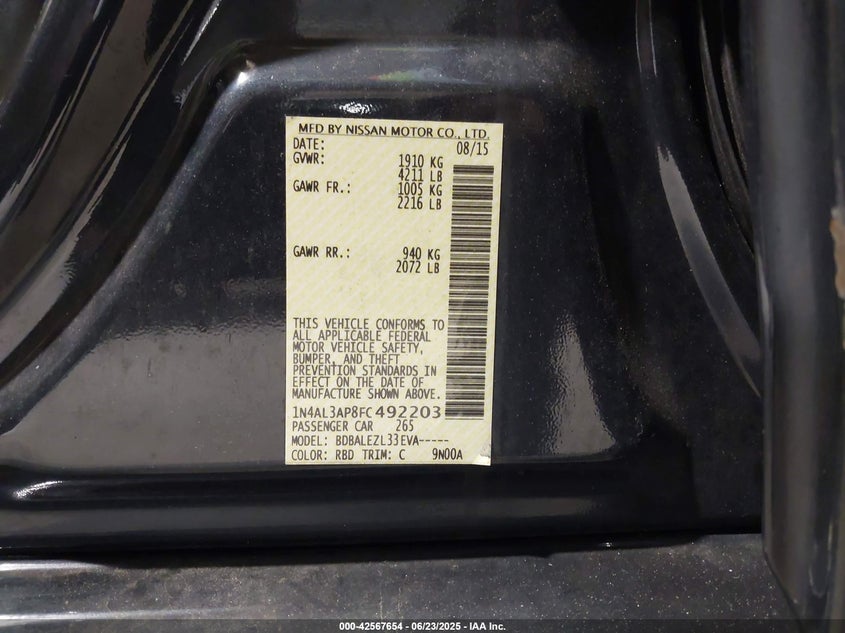 MFD BY NISSAN MOTOR CO., LTD.
DATE: 08/15
GVWR: 1910 KG
4211 LB
GAWR FR.: 1005 KG
2216 LB
GAWR RR.: 940 KG
2072 LB
THIS VEHICLE CONFORMS TO
ALL APPLICABLE FEDERAL
MOTOR VEHICLE SAFETY,
BUMPER, AND THEFT
PREVENTION STANDARDS IN
EFFECT ON THE DATE OF
MANUFACTURE SHOWN ABOVE.
1N4AL3AP8FC492203
PASSENGER CAR 265
MODEL: BDBALEZL33EVA-----
COLOR: RBD TRIM: C 9N00A
000-42567654 - 06/23/2025 - IAA Inc.